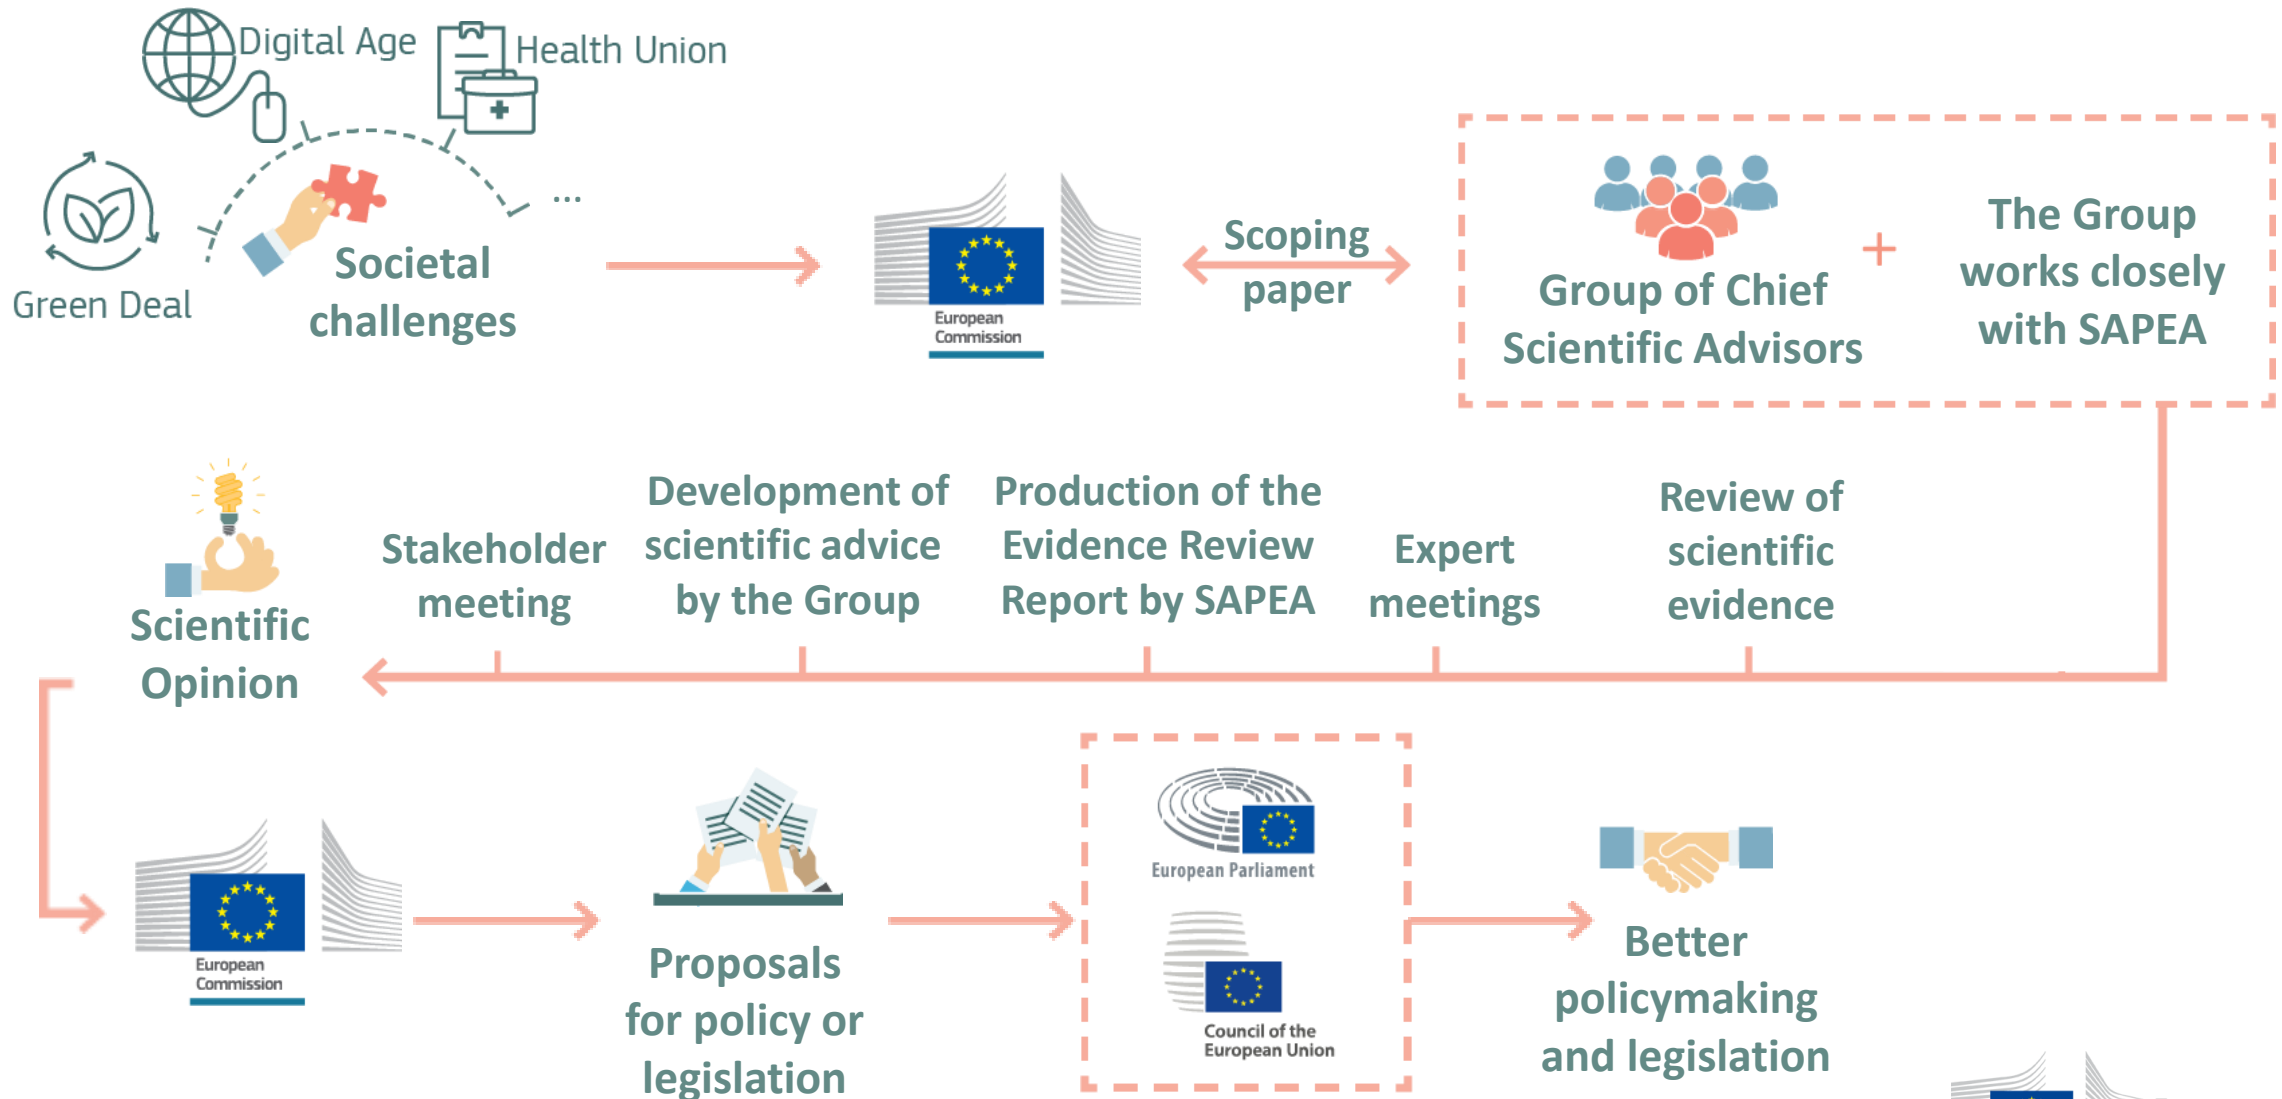 Digital Age
Health Union
Green Deal
...
Societal
challenges
European
Commission
Scoping
paper
Group of Chief
Scientific Advisors
+
The Group
works closely
with SAPEA
Scientific
Opinion
Stakeholder
meeting
Development of
scientific advice
by the Group
Production of the
Evidence Review
Report by SAPEA
Expert
meetings
Review of
scientific
evidence
European
Commission
Proposals
for policy or
legislation
European Parliament
Council of the
European Union
Better
policymaking
and legislation